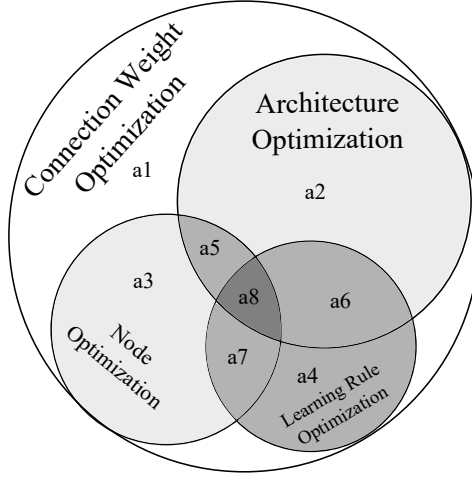 Connection Weight
Optimization
Architecture
Optimization
a1
a2
a5
a3
a8
a6
a7
a4
Node
Optimization
Learning Rule
Optimization